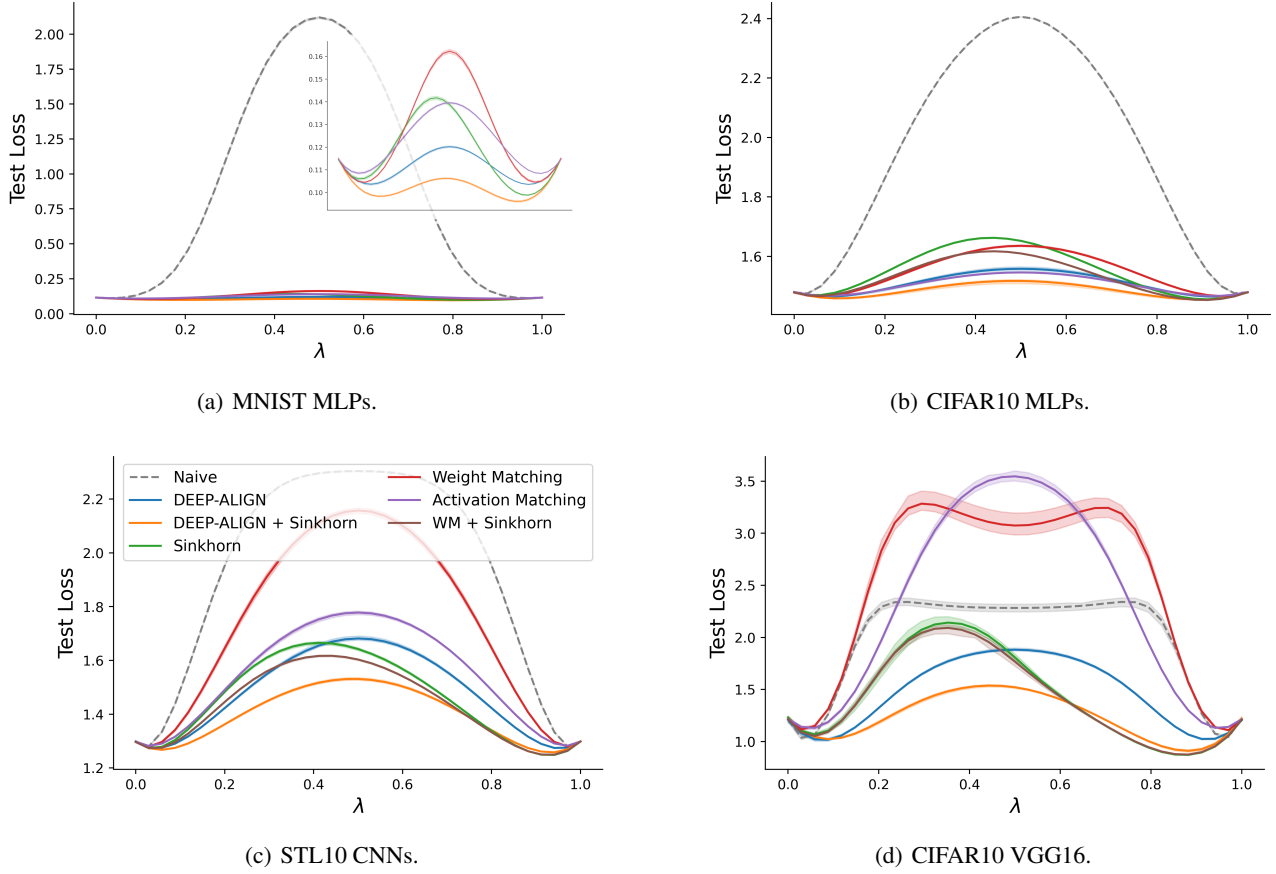 2.00
1.75
1.50
1.25
1.00
0.75
0.50
0.25
0.00
Test Loss
0.16
0.15
0.14
0.13
0.12
0.11
0.10
0.0 0.2 0.4 0.6 0.8 1.0
λ
(a) MNIST MLPs.
2.4
2.2
2.0
1.8
1.6
Test Loss
0.0 0.2 0.4 0.6 0.8 1.0
λ
(b) CIFAR10 MLPs.
Naive
DEEP-ALIGN
DEEP-ALIGN + Sinkhorn
Sinkhorn
Weight Matching
Activation Matching
WM + Sinkhorn
2.2
2.0
1.8
1.6
1.4
1.2
Test Loss
0.0 0.2 0.4 0.6 0.8 1.0
λ
(c) STL10 CNNs.
3.5
3.0
2.5
2.0
1.5
1.0
Test Loss
0.0 0.2 0.4 0.6 0.8 1.0
λ
(d) CIFAR10 VGG16.